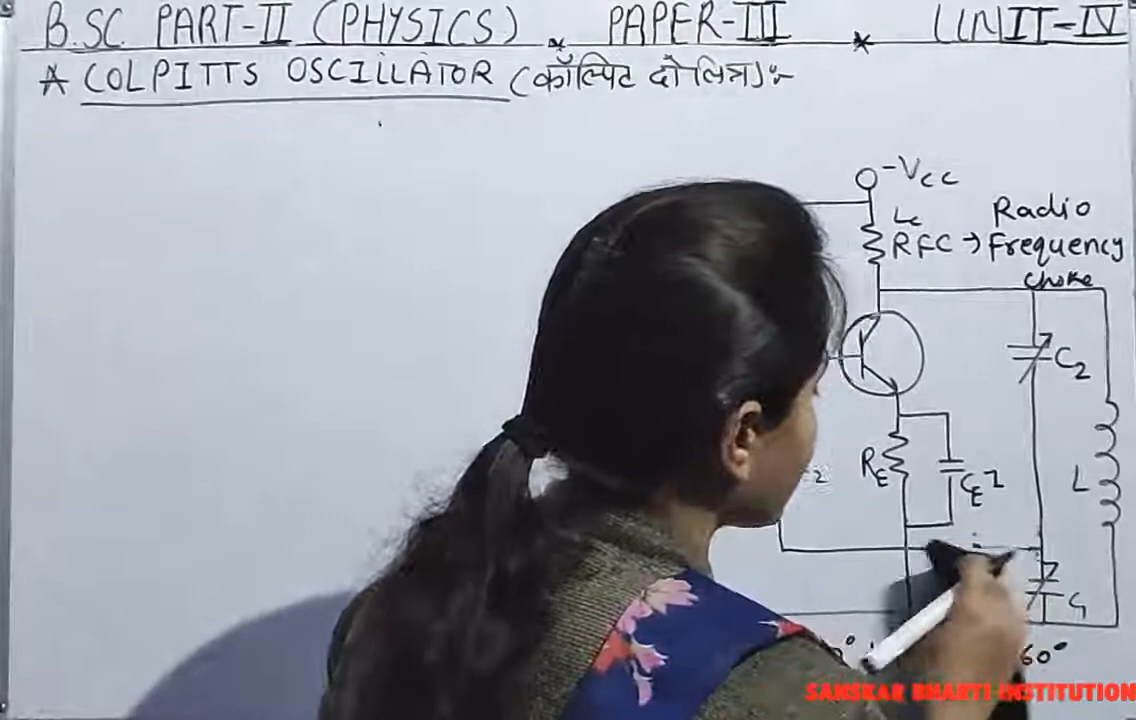 B.SC. PART-II (PHYSICS) * PAPER-III * UNIT-IV
* COLPITTS OSCILLATOR (कॉल्पिट दोलित्र):-
-VCC
Lc
RFC → Radio Frequency Choke
C2
RE
CE
L
C1
60°
SANSKAR BHARTI INSTITUTION